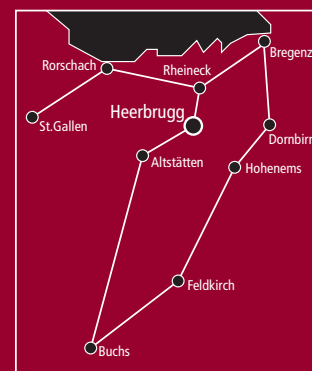 Bregenz
Rorschach
Rheineck
Heerbrugg
St.Gallen
Dornbirn
Altstätten
Hohenems
Feldkirch
Buchs